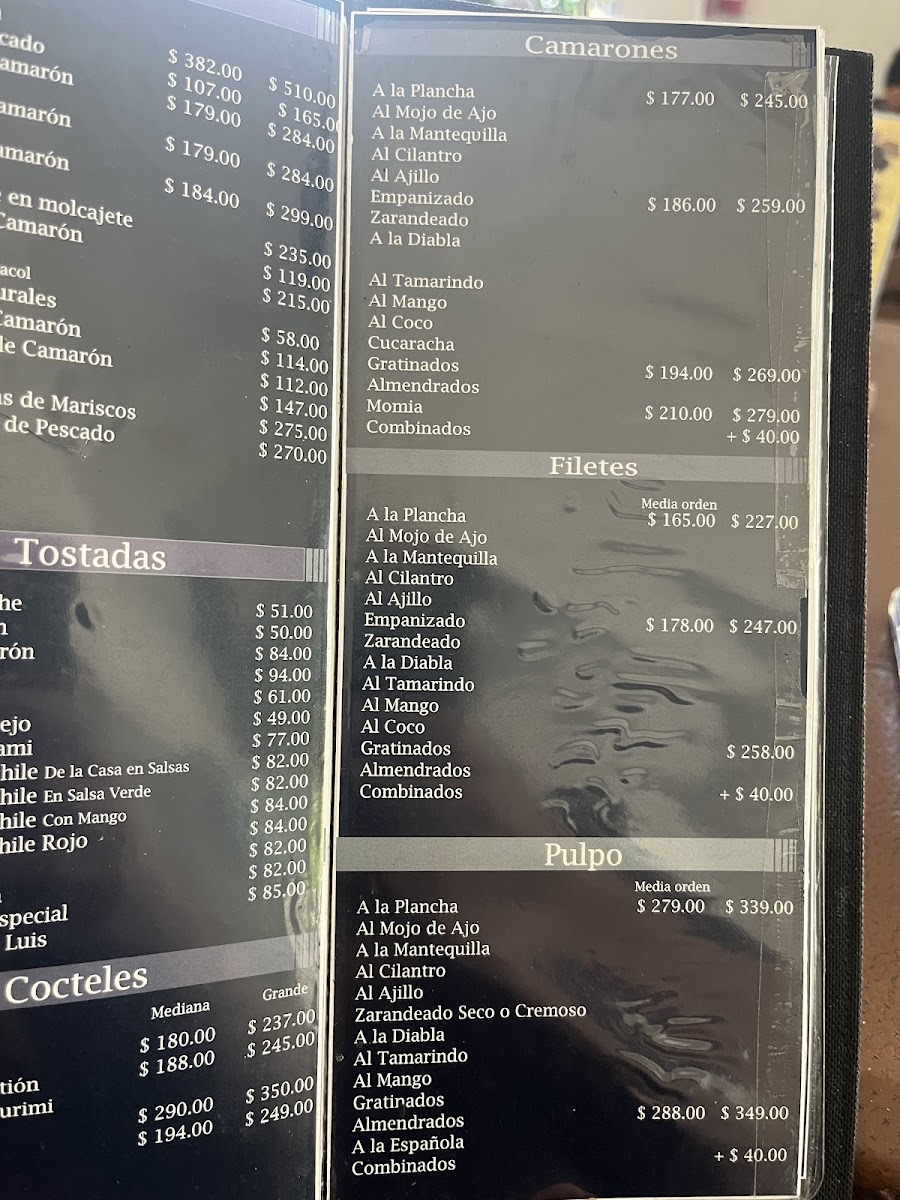 cado
$ 382.00 $ 510.00
amarón
$ 107.00 $ 165.00
$ 179.00 $ 284.00
amarón
$ 179.00 $ 284.00
amarón
$ 184.00 $ 299.00
en molcajete
$ 235.00
Camarón
$ 119.00
$ 215.00
acol
urales
$ 58.00
Camarón
$ 114.00
de Camarón
$ 112.00
$ 147.00
as de Mariscos
$ 275.00
de Pescado
$ 270.00
Tostadas
he $ 51.00
n $ 50.00
rón $ 84.00
$ 94.00
$ 61.00
$ 49.00
ejo $ 77.00
ami $ 82.00
hile De la Casa en Salsas $ 82.00
hile En Salsa Verde $ 84.00
hile Con Mango $ 84.00
hile Rojo $ 82.00
$ 82.00
$ 85.00
special
Luis
Cocteles
Mediana Grande
$ 180.00 $ 237.00
$ 188.00 $ 245.00
tión $ 290.00 $ 350.00
urimi $ 194.00 $ 249.00
Camarones
A la Plancha $ 177.00 $ 245.00
Al Mojo de Ajo
A la Mantequilla
Al Cilantro
Al Ajillo
Empanizado $ 186.00 $ 259.00
Zarandeado
A la Diabla
Al Tamarindo
Al Mango
Al Coco
Cucaracha
Gratinados $ 194.00 $ 269.00
Almendrados
Momia $ 210.00 $ 279.00
Combinados + $ 40.00
Filetes
Media orden
A la Plancha $ 165.00 $ 227.00
Al Mojo de Ajo
A la Mantequilla
Al Cilantro
Al Ajillo
Empanizado $ 178.00 $ 247.00
Zarandeado
A la Diabla
Al Tamarindo
Al Mango
Al Coco
Gratinados $ 258.00
Almendrados
Combinados + $ 40.00
Pulpo
Media orden
A la Plancha $ 279.00 $ 339.00
Al Mojo de Ajo
A la Mantequilla
Al Cilantro
Al Ajillo
Zarandeado Seco o Cremoso
A la Diabla
Al Tamarindo
Al Mango
Gratinados
Almendrados $ 288.00 $ 349.00
A la Española
Combinados + $ 40.00